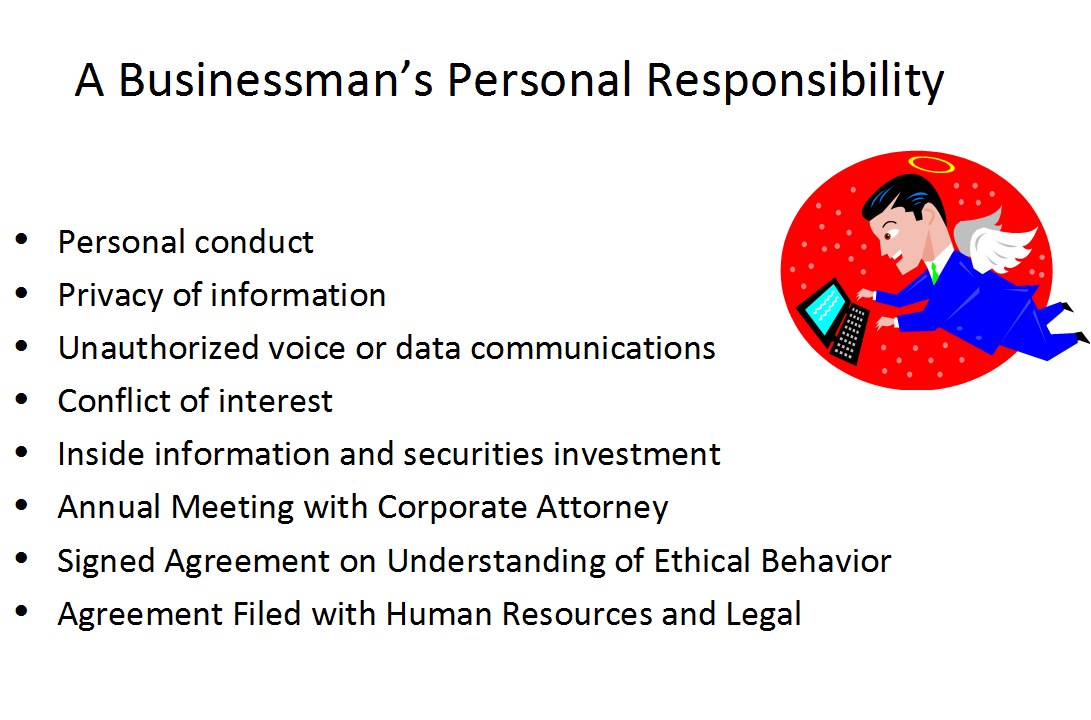 A Businessman’s Personal Responsibility
• Personal conduct
• Privacy of information
• Unauthorized voice or data communications
• Conflict of interest
• Inside information and securities investment
• Annual Meeting with Corporate Attorney
• Signed Agreement on Understanding of Ethical Behavior
• Agreement Filed with Human Resources and Legal